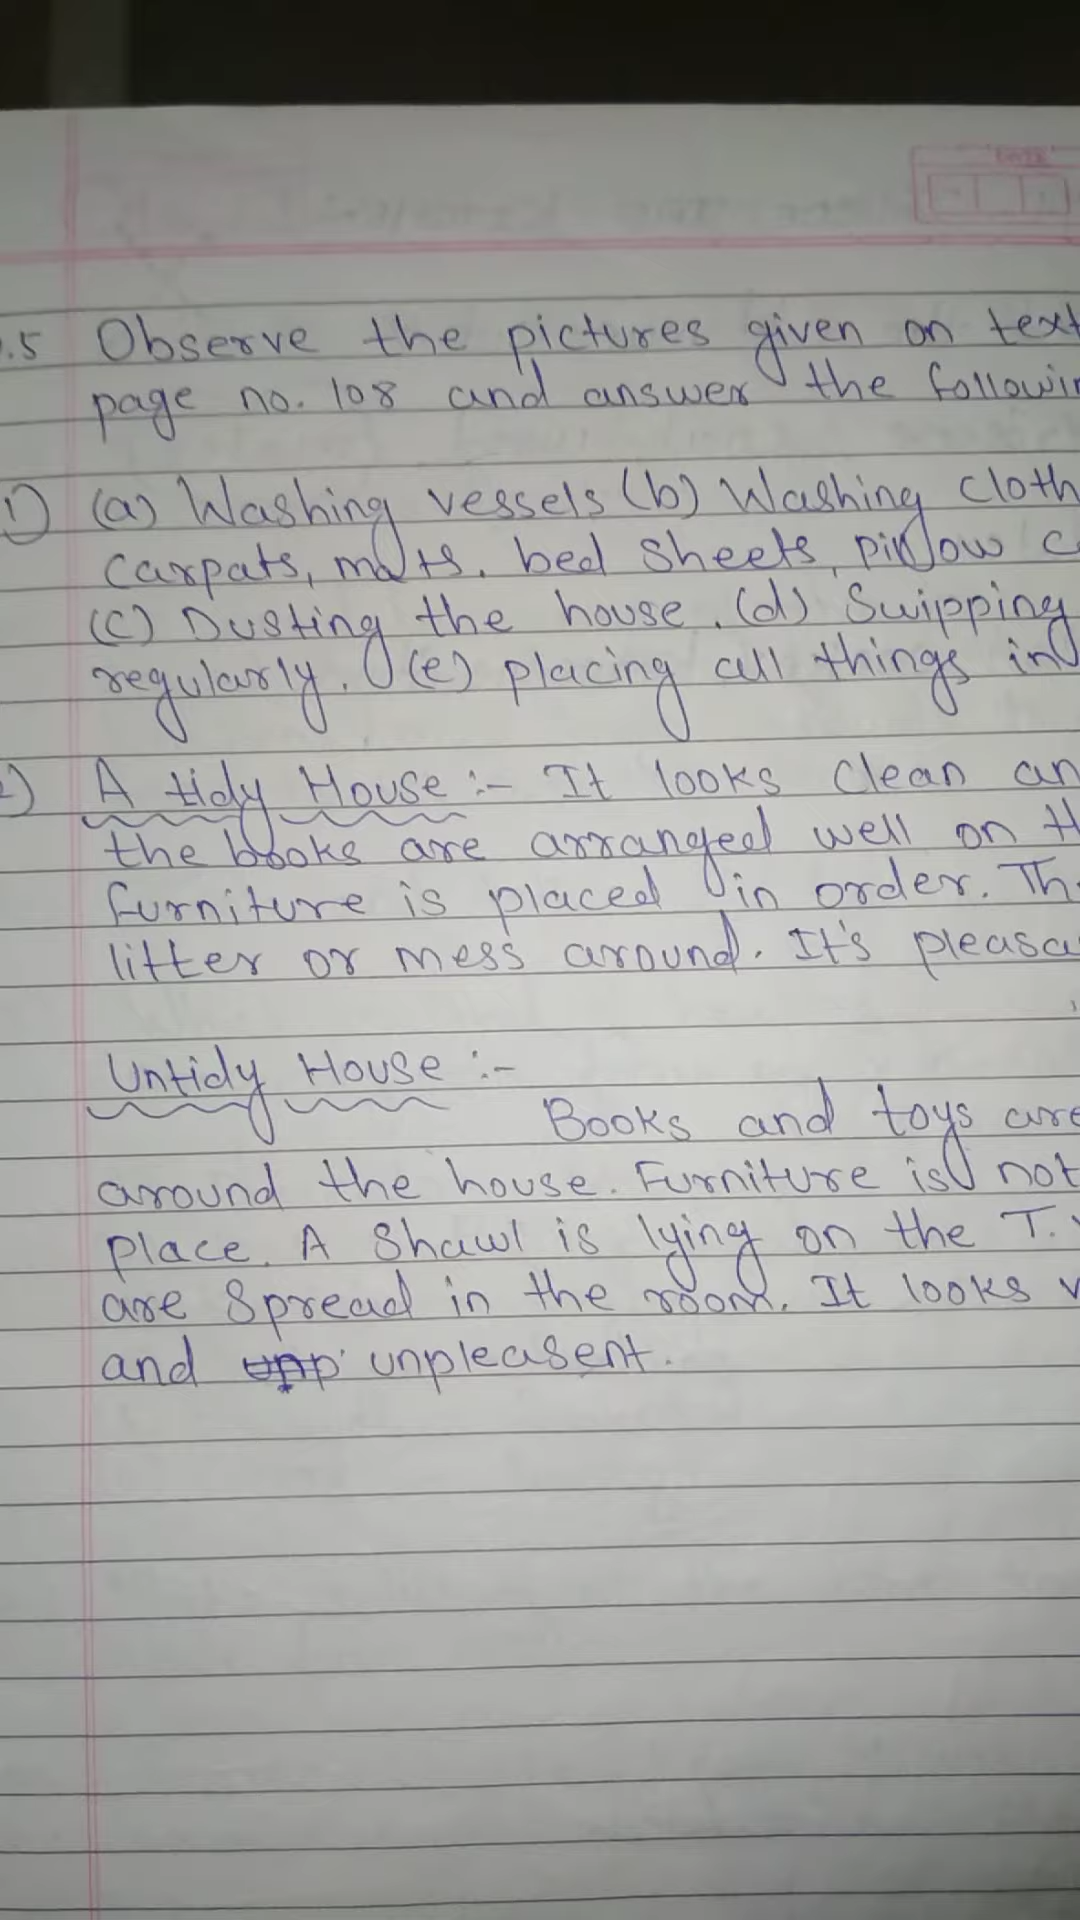 .5 Observe the pictures given on text
page no. 108 and answer the followin
1) (a) Washing vessels (b) Washing cloth
carpats, mats, bed sheets, pillow c
(c) Dusting the house. (d) Swipping
regularly. (e) placing all things in
2) A tidy House :- It looks clean an
the books are arranged well on th
furniture is placed in order. Th
litter or mess around. It's pleasa
Untidy House :-
Books and toys are
around the house. Furniture is not
place. A Shawl is lying on the T.V
are spread in the room. It looks v
and unpleasent.